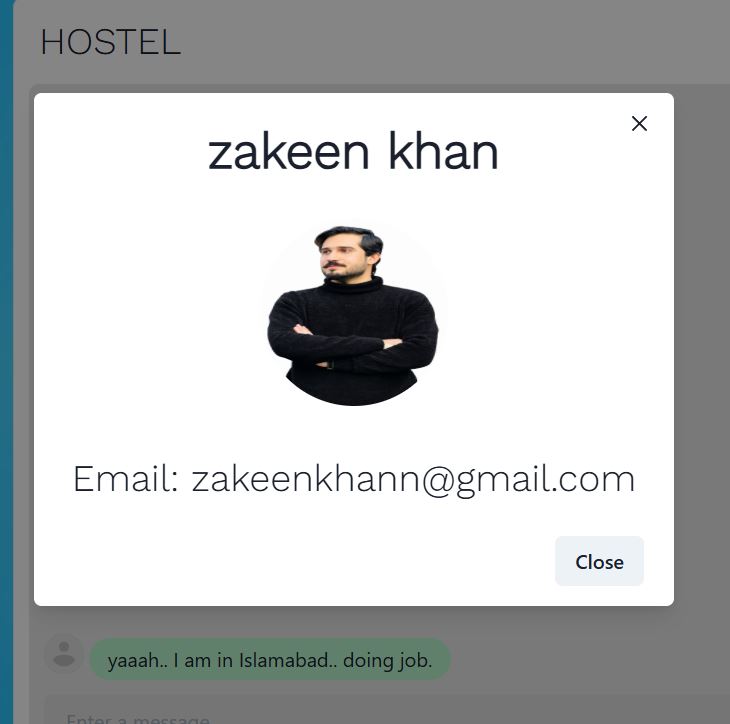 HOSTEL
zakeen khan
Email: zakeenkhann@gmail.com
Close
yaaah.. I am in Islamabad.. doing job.
Enter a message